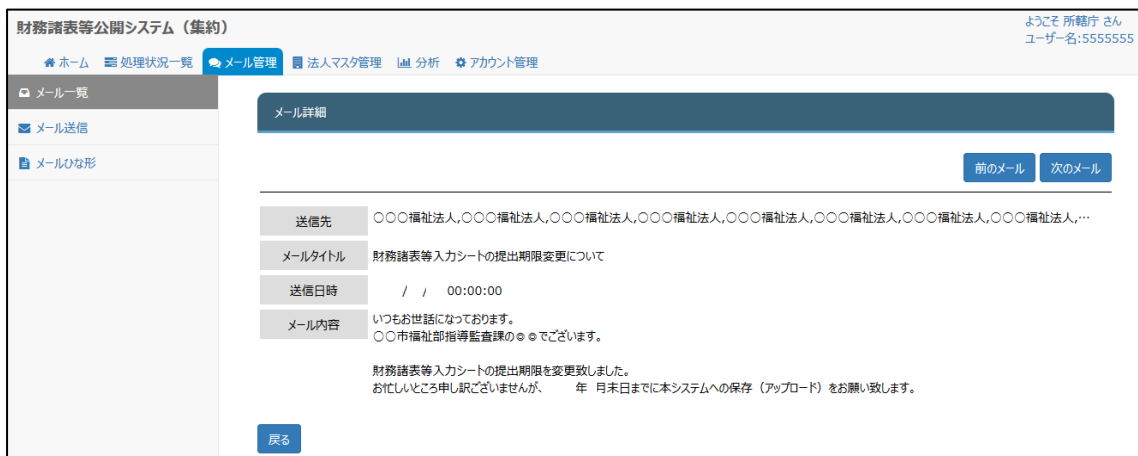 財務諸表等公開システム（集約）
ようこそ 所轄庁 さん
ユーザー名:5555555
ホーム 処理状況一覧 メール管理 法人マスタ管理 分析 アカウント管理
メール一覧
メール送信
メールひな形
メール詳細
前のメール 次のメール
送信先 〇〇〇福祉法人,〇〇〇福祉法人,〇〇〇福祉法人,〇〇〇福祉法人,〇〇〇福祉法人,〇〇〇福祉法人,〇〇〇福祉法人,〇〇〇福祉法人,…
メールタイトル 財務諸表等入力シートの提出期限変更について
送信日時 / / 00:00:00
メール内容 いつもお世話になっております。
〇〇市福祉部指導監査課の◎◎でございます。
財務諸表等入力シートの提出期限を変更致しました。
お忙しいところ申し訳ございませんが、 年 月末日までに本システムへの保存（アップロード）をお願い致します。
戻る